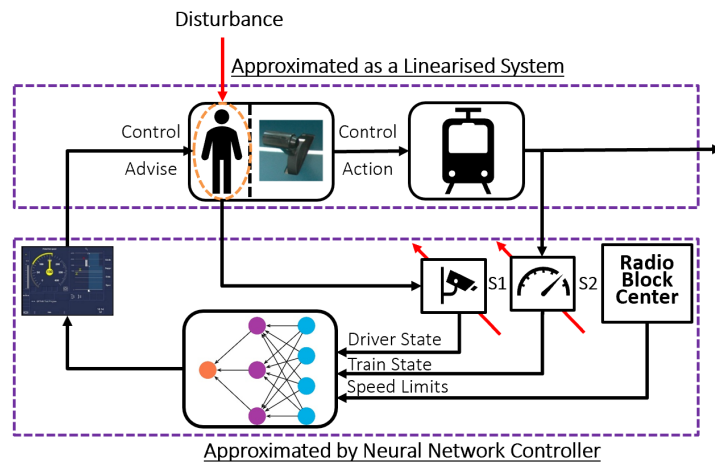 Disturbance
Approximated as a Linearised System
Control
Advise
Control
Action
S1
S2
Radio
Block
Center
Driver State
Train State
Speed Limits
Approximated by Neural Network Controller